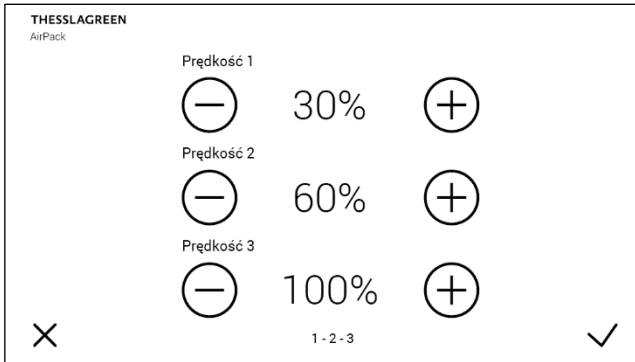 THESSLAGREEN
AirPack
Prędkość 1
30%
Prędkość 2
60%
Prędkość 3
100%
1 - 2 - 3